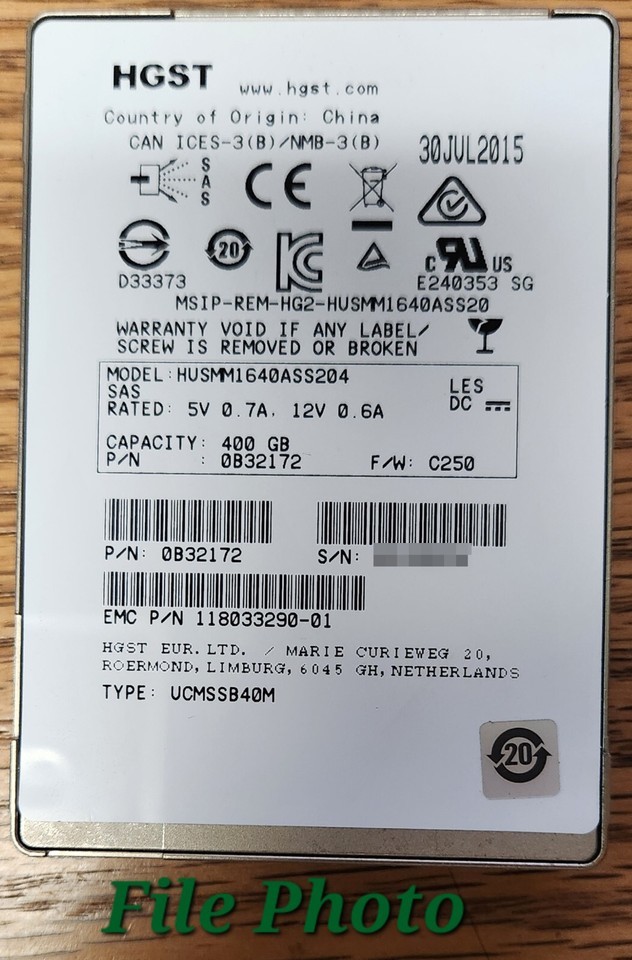 HGST www.hgst.com
Country of Origin: China
CAN ICES-3(B)/NMB-3(B) 30JUL2015
SAS
CE
20
D33373
C UR US
E240353 SG
MSIP-REM-HG2-HUSMM1640ASS20
WARRANTY VOID IF ANY LABEL/
SCREW IS REMOVED OR BROKEN
MODEL:HUSMM1640ASS204
SAS LES
RATED: 5V 0.7A, 12V 0.6A DC
CAPACITY: 400 GB
P/N : 0B32172 F/W: C250
P/N: 0B32172 S/N:
EMC P/N 118033290-01
HGST EUR.LTD. / MARIE CURIEWEG 20,
ROERMOND, LIMBURG, 6045 GH, NETHERLANDS
TYPE: UCMSSB40M
20
File Photo